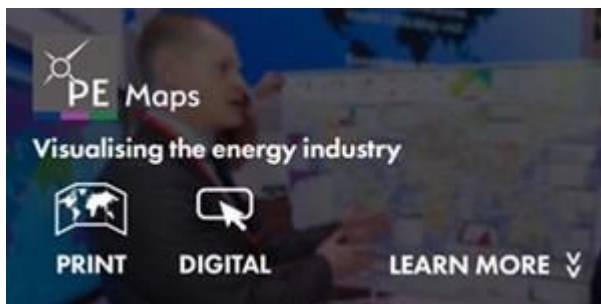 PE Maps
Visualising the energy industry
PRINT
DIGITAL
LEARN MORE